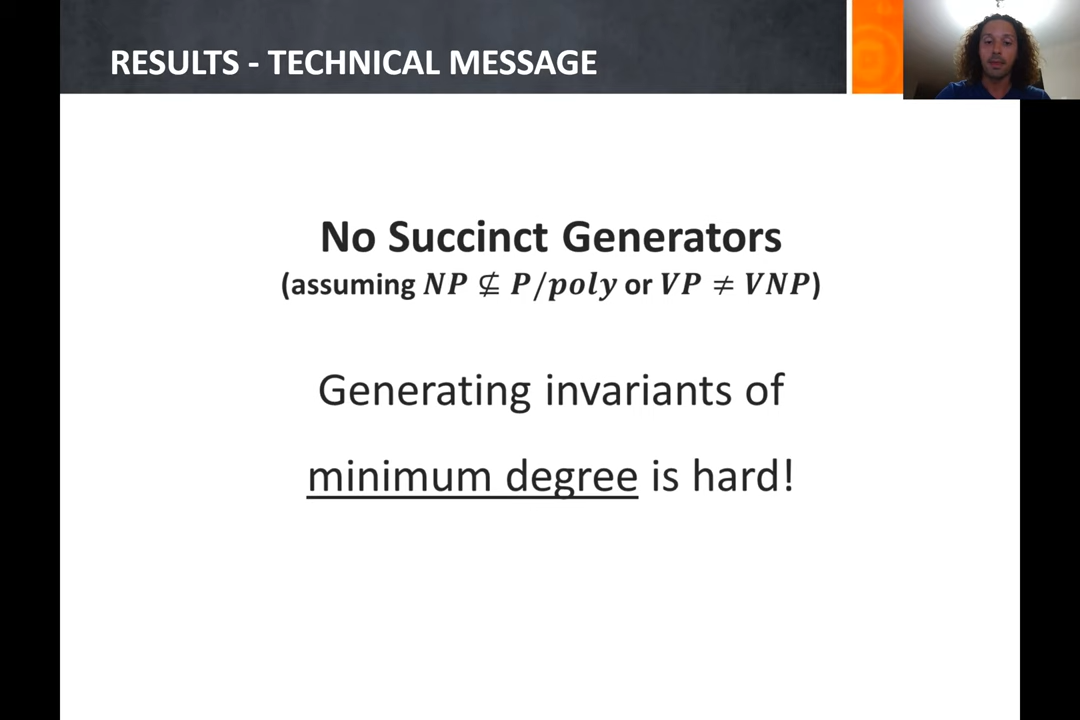 RESULTS - TECHNICAL MESSAGE
No Succinct Generators
(assuming NP ⊈ P/poly or VP ≠ VNP)
Generating invariants of
minimum degree is hard!